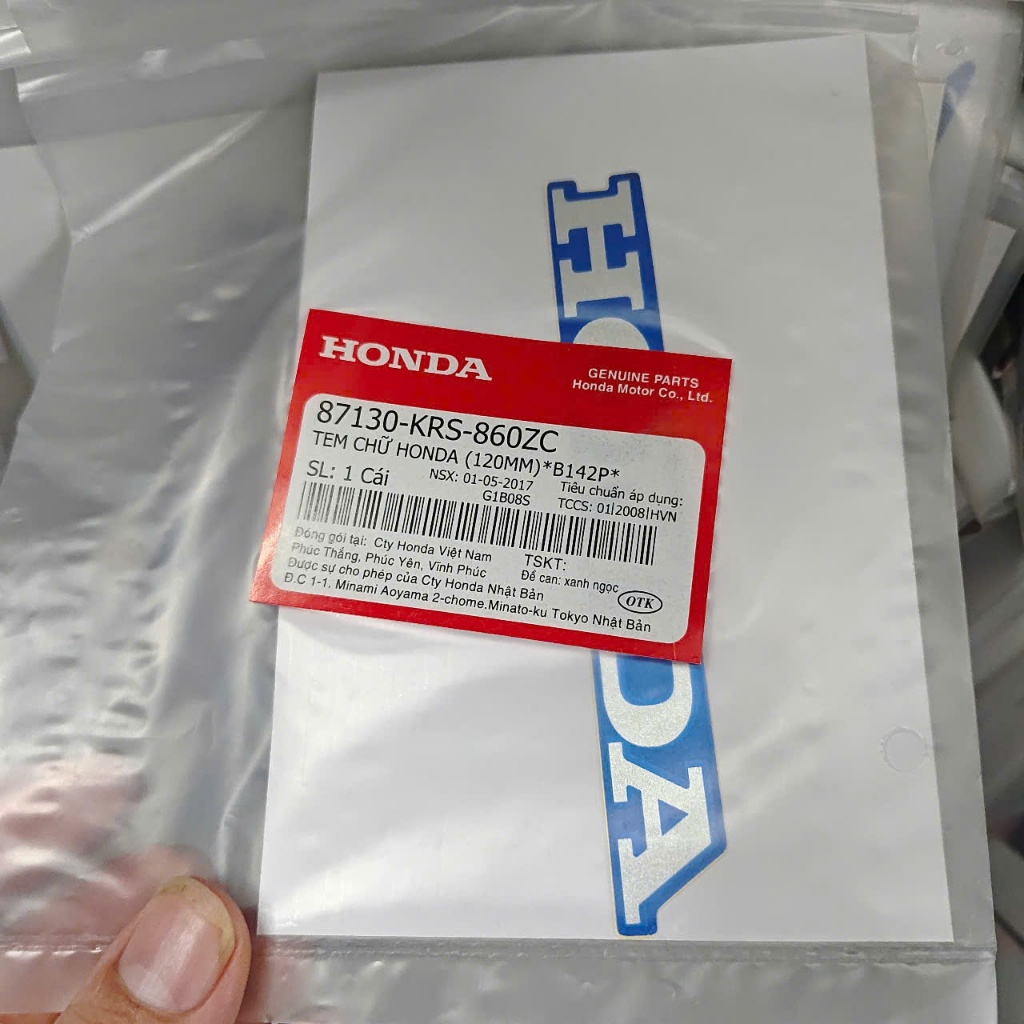 HONDA
GENUINE PARTS
Honda Motor Co., Ltd.
87130-KRS-860ZC
TEM CHỮ HONDA (120MM)*B142P*
SL: 1 Cái
NSX: 01-05-2017
G1B08S
Tiêu chuẩn áp dụng:
TCCS: 01|2008|HVN
Đóng gói tại: Cty Honda Việt Nam
Phúc Thắng, Phúc Yên, Vĩnh Phúc
Được sự cho phép của Cty Honda Nhật Bản
Đ.C 1-1. Minami Aoyama 2-chome.Minato-ku Tokyo Nhật Bản
TSKT:
Đề can: xanh ngọc
OTK
HO DA